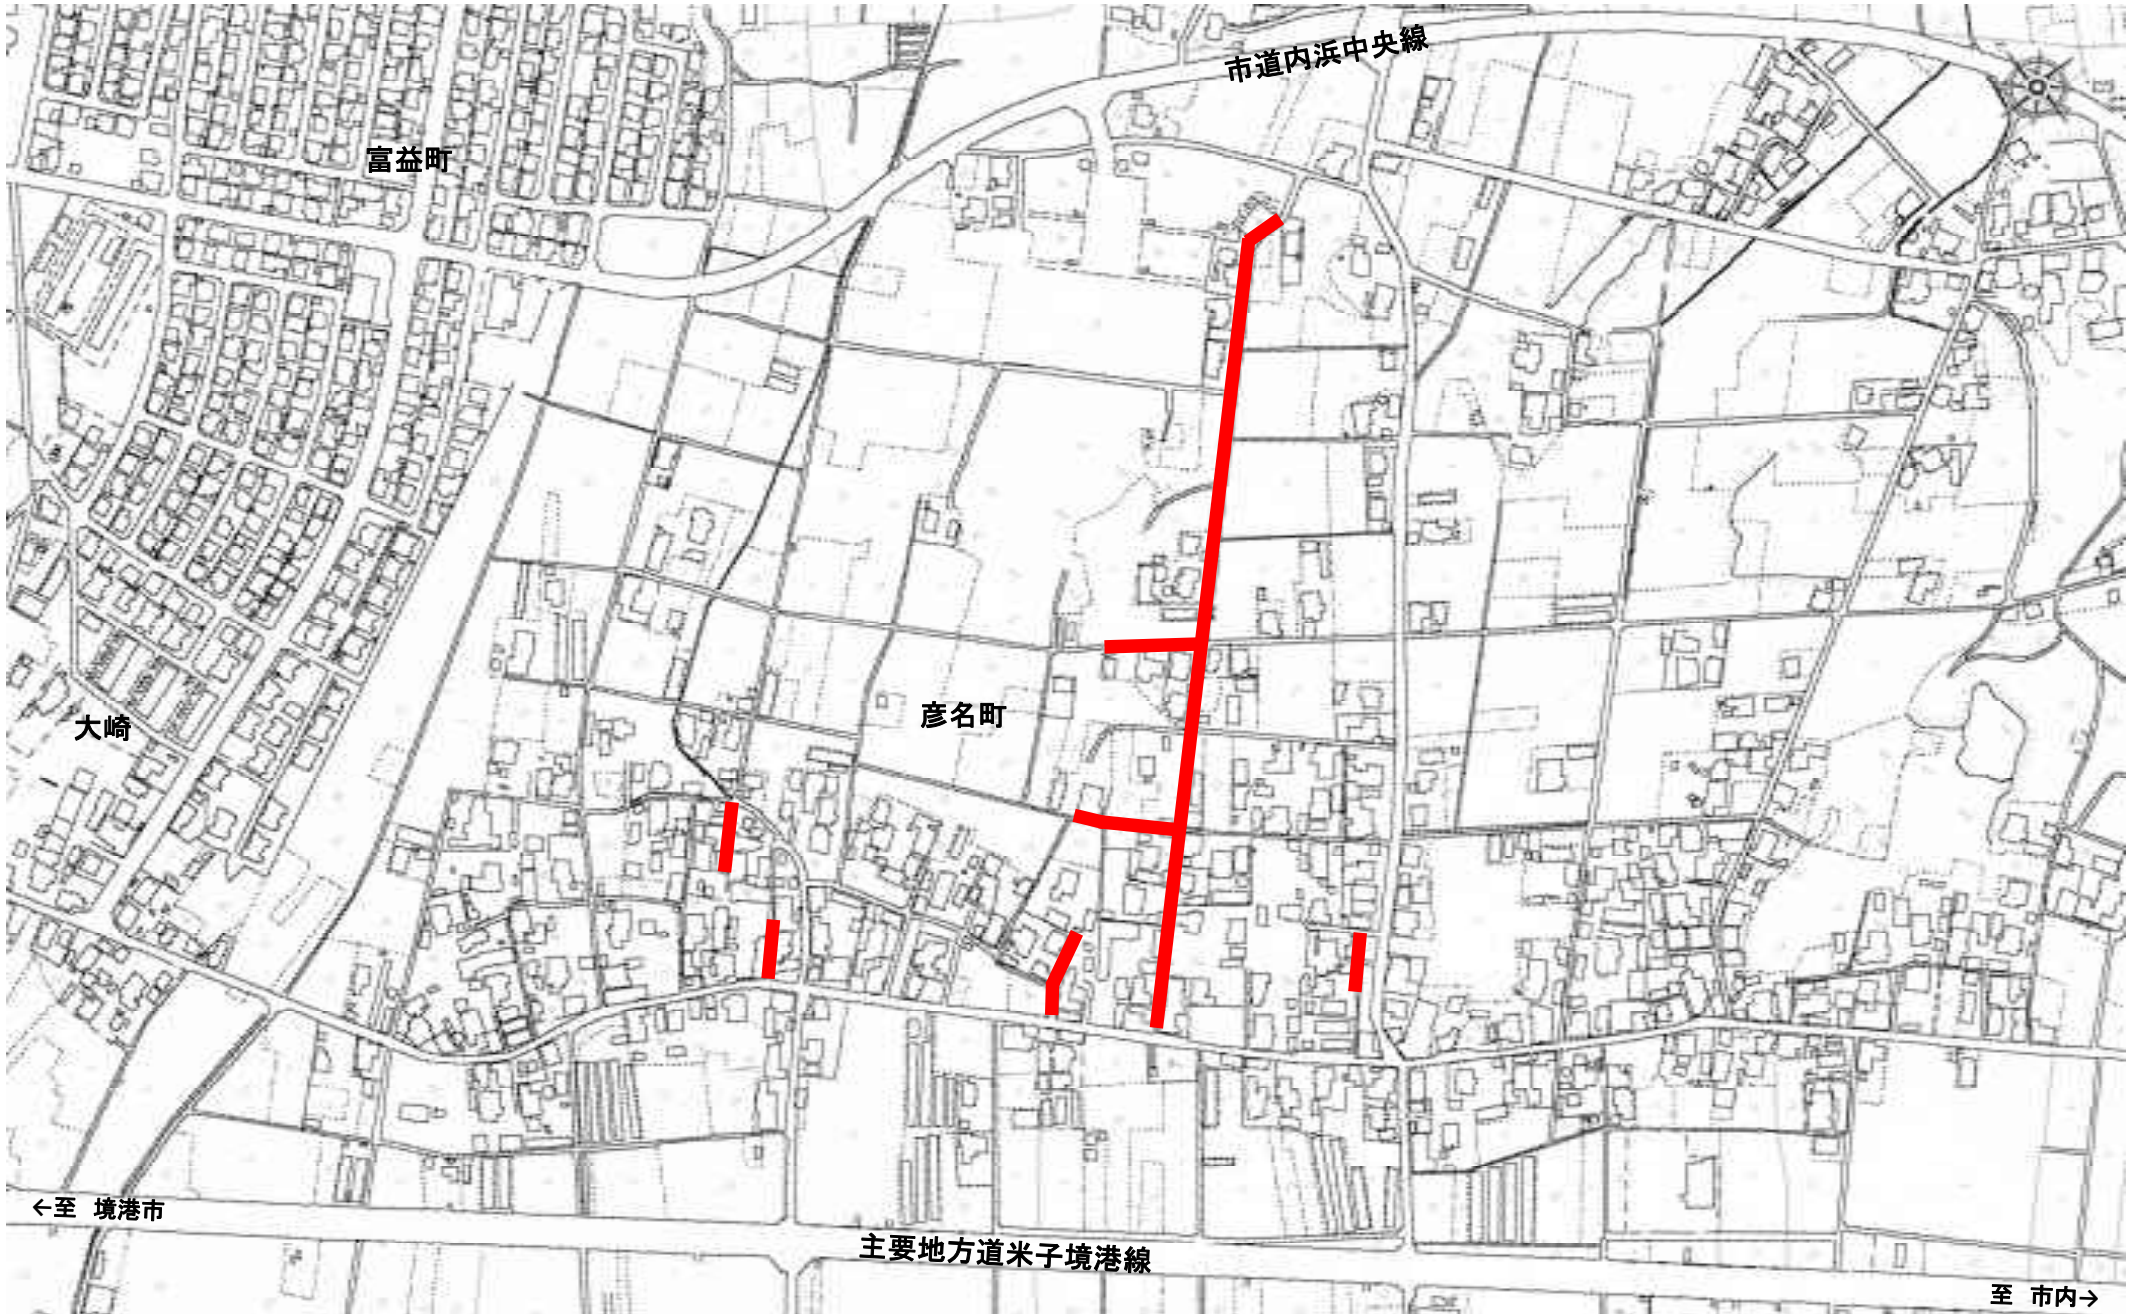 市道内浜中央線
富益町
彦名町
大崎
←至 境港市
主要地方道米子境港線
至 市内→